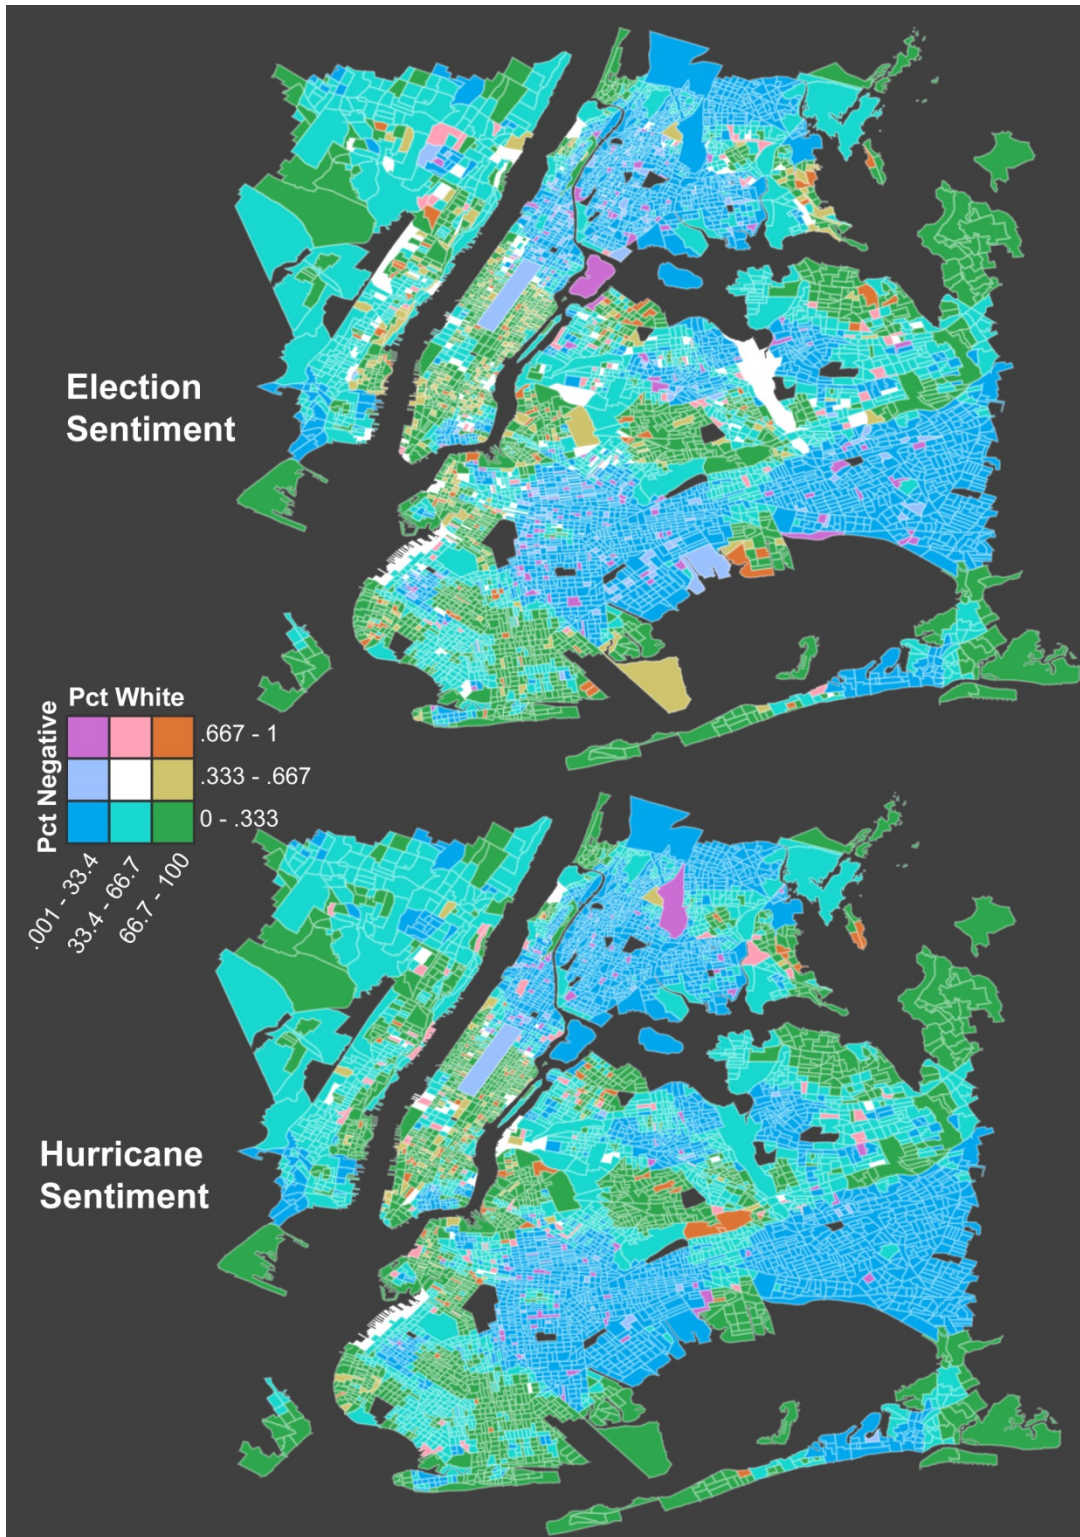 Election
Sentiment
Pct White
Pct Negative
.667 - 1
.333 - .667
0 - .333
.001 - 33.4
33.4 - 66.7
66.7 - 100
Hurricane
Sentiment